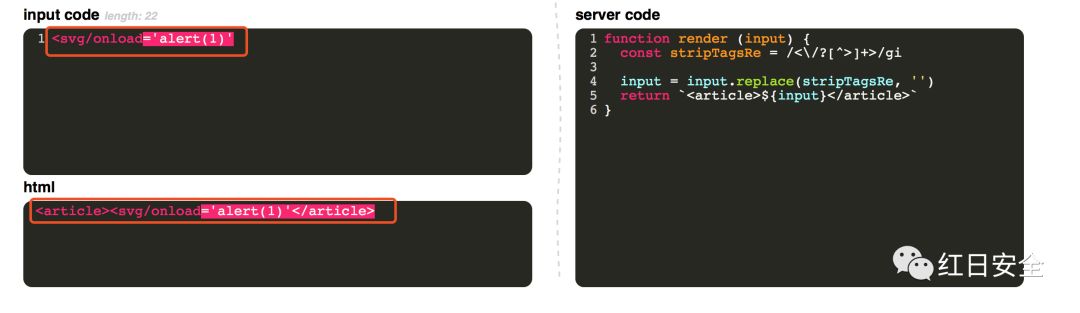 input code length: 22
1 <svg/onload='alert(1)'
html
<article><svg/onload='alert(1)'</article>
server code
1 function render (input) {
2 const stripTagsRe = /<\/?[^>]+>/gi
3
4 input = input.replace(stripTagsRe, '')
5 return `<article>${input}</article>`
6 }
红日安全